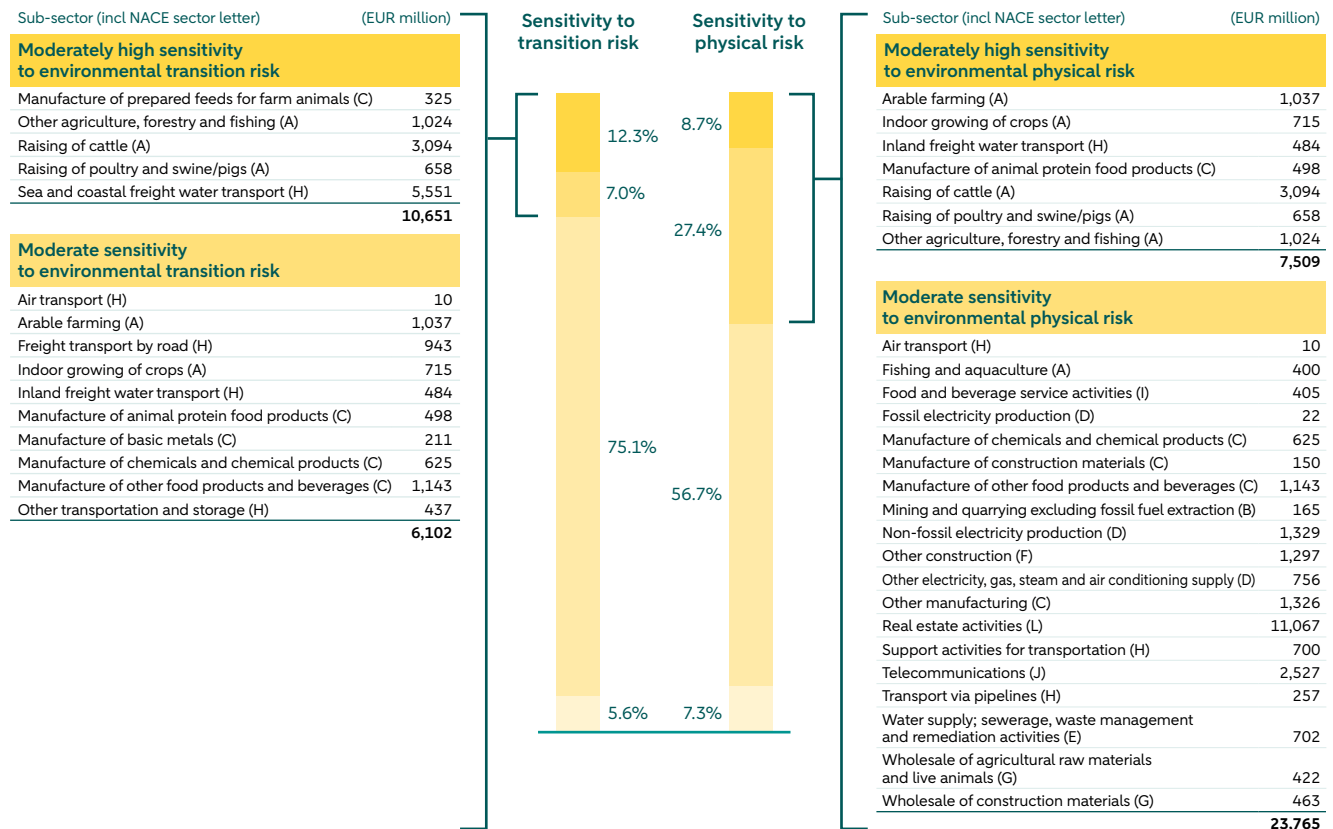 Sub-sector (incl NACE sector letter) (EUR million)
Moderately high sensitivity
to environmental transition risk
Manufacture of prepared feeds for farm animals (C) 325
Other agriculture, forestry and fishing (A) 1,024
Raising of cattle (A) 3,094
Raising of poultry and swine/pigs (A) 658
Sea and coastal freight water transport (H) 5,551
10,651
Moderate sensitivity
to environmental transition risk
Air transport (H) 10
Arable farming (A) 1,037
Freight transport by road (H) 943
Indoor growing of crops (A) 715
Inland freight water transport (H) 484
Manufacture of animal protein food products (C) 498
Manufacture of basic metals (C) 211
Manufacture of chemicals and chemical products (C) 625
Manufacture of other food products and beverages (C) 1,143
Other transportation and storage (H) 437
6,102
Sensitivity to
transition risk
12.3%
7.0%
75.1%
5.6%
Sensitivity to
physical risk
8.7%
27.4%
56.7%
7.3%
Sub-sector (incl NACE sector letter) (EUR million)
Moderately high sensitivity
to environmental physical risk
Arable farming (A) 1,037
Indoor growing of crops (A) 715
Inland freight water transport (H) 484
Manufacture of animal protein food products (C) 498
Raising of cattle (A) 3,094
Raising of poultry and swine/pigs (A) 658
Other agriculture, forestry and fishing (A) 1,024
7,509
Moderate sensitivity
to environmental physical risk
Air transport (H) 10
Fishing and aquaculture (A) 400
Food and beverage service activities (I) 405
Fossil electricity production (D) 22
Manufacture of chemicals and chemical products (C) 625
Manufacture of construction materials (C) 150
Manufacture of other food products and beverages (C) 1,143
Mining and quarrying excluding fossil fuel extraction (B) 165
Non-fossil electricity production (D) 1,329
Other construction (F) 1,297
Other electricity, gas, steam and air conditioning supply (D) 756
Other manufacturing (C) 1,326
Real estate activities (L) 11,067
Support activities for transportation (H) 700
Telecommunications (J) 2,527
Transport via pipelines (H) 257
Water supply; sewerage, waste management
and remediation activities (E) 702
Wholesale of agricultural raw materials
and live animals (G) 422
Wholesale of construction materials (G) 463
23,765